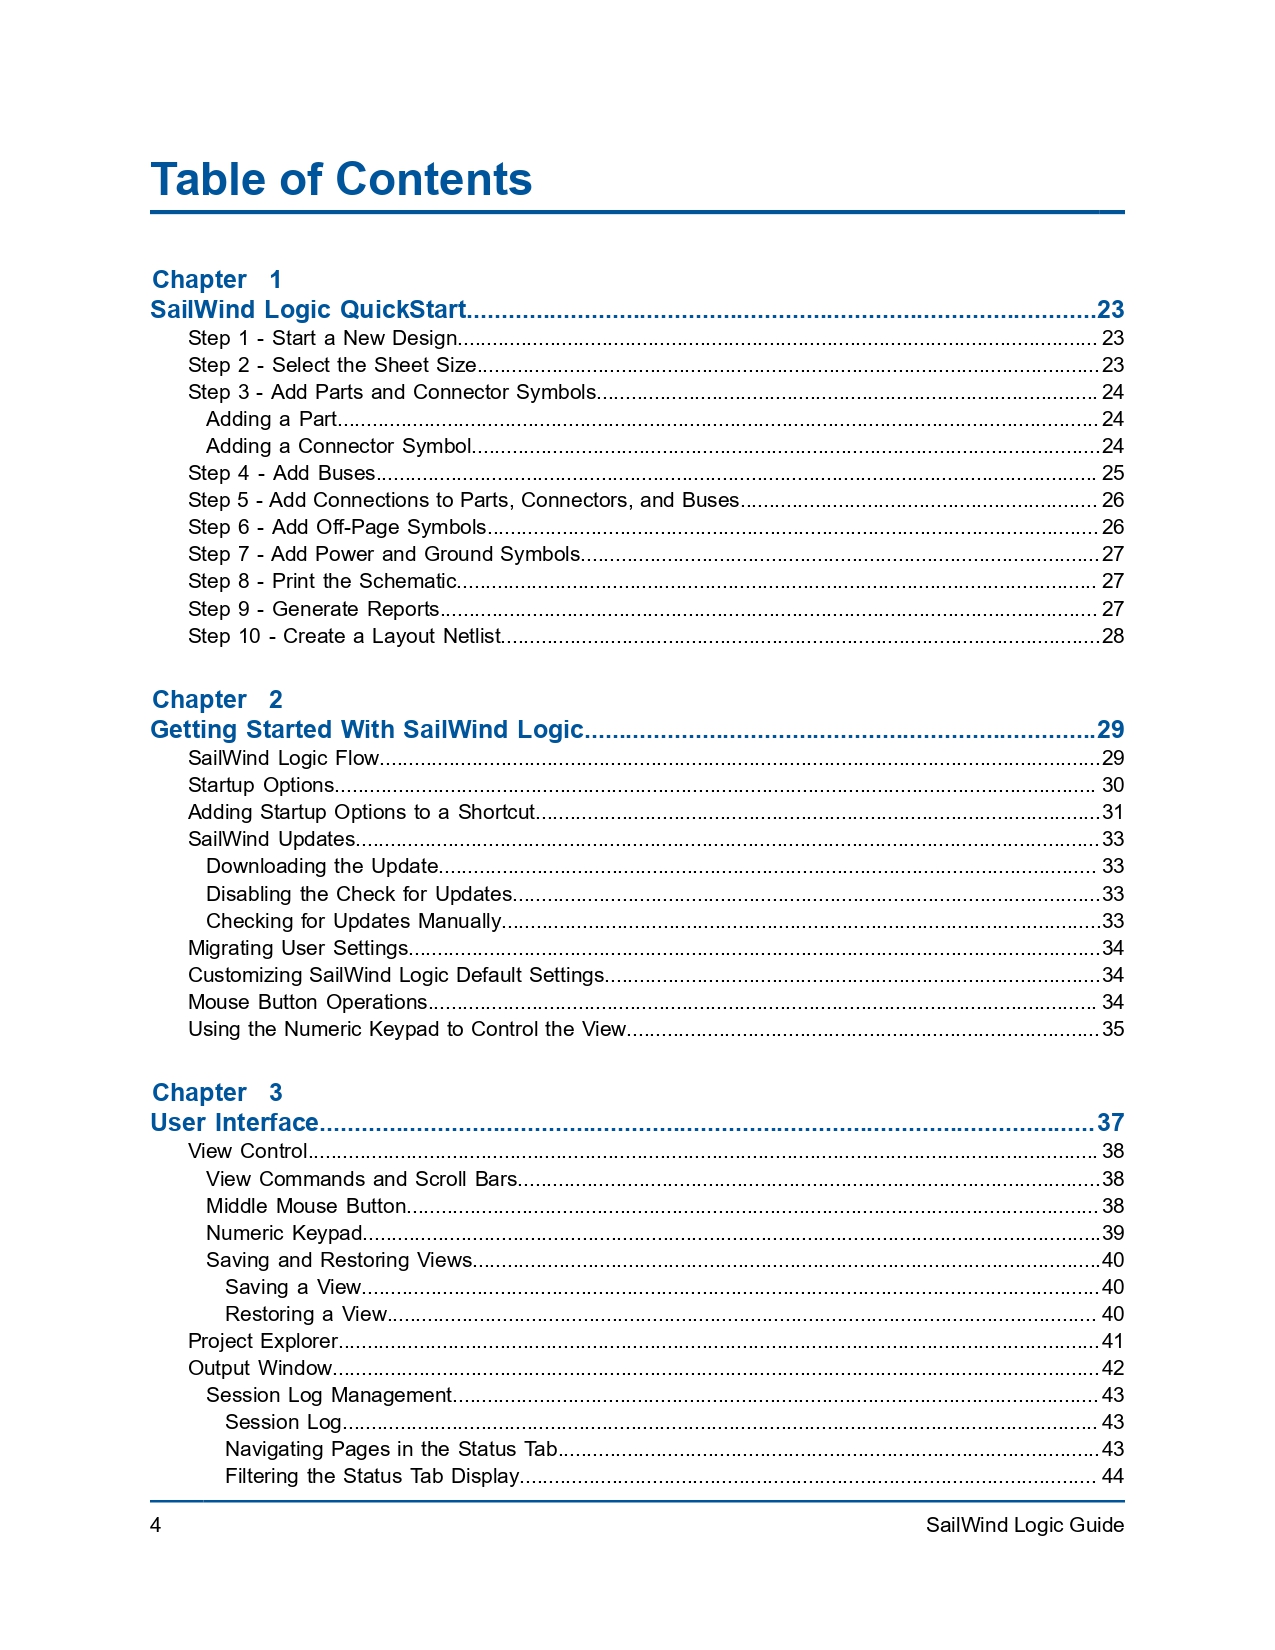 Table of Contents
Chapter 1
SailWind Logic QuickStart 23
Step 1 - Start a New Design 23
Step 2 - Select the Sheet Size 23
Step 3 - Add Parts and Connector Symbols 24
Adding a Part 24
Adding a Connector Symbol 24
Step 4 - Add Buses 25
Step 5 - Add Connections to Parts, Connectors, and Buses 26
Step 6 - Add Off-Page Symbols 26
Step 7 - Add Power and Ground Symbols 27
Step 8 - Print the Schematic 27
Step 9 - Generate Reports 27
Step 10 - Create a Layout Netlist 28
Chapter 2
Getting Started With SailWind Logic 29
SailWind Logic Flow 29
Startup Options 30
Adding Startup Options to a Shortcut 31
SailWind Updates 33
Downloading the Update 33
Disabling the Check for Updates 33
Checking for Updates Manually 33
Migrating User Settings 34
Customizing SailWind Logic Default Settings 34
Mouse Button Operations 34
Using the Numeric Keypad to Control the View 35
Chapter 3
User Interface 37
View Control 38
View Commands and Scroll Bars 38
Middle Mouse Button 38
Numeric Keypad 39
Saving and Restoring Views 40
Saving a View 40
Restoring a View 40
Project Explorer 41
Output Window 42
Session Log Management 43
Session Log 43
Navigating Pages in the Status Tab 43
Filtering the Status Tab Display 44
4 SailWind Logic Guide